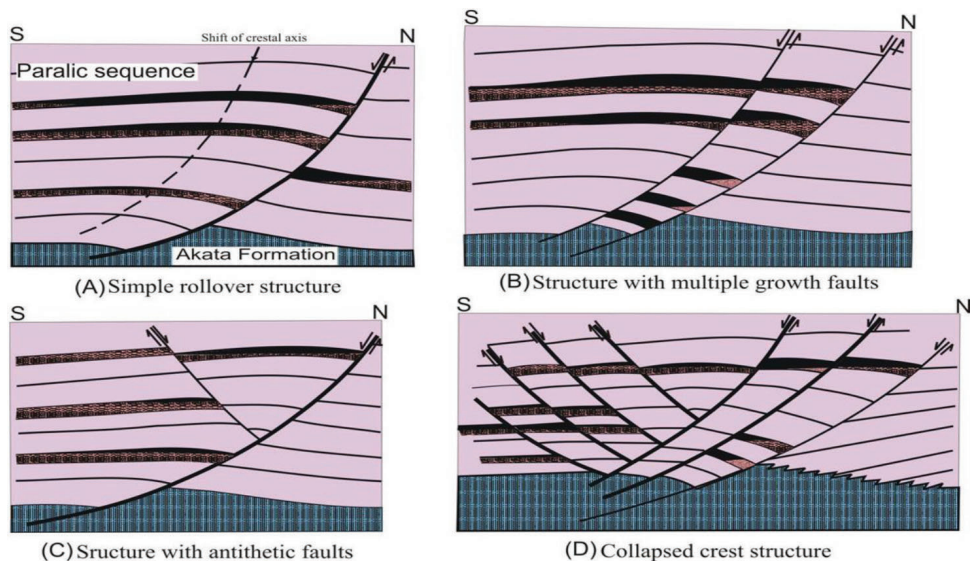 S
N
Shift of crestal axis
Paralic sequence
Akata Formation
(A) Simple rollover structure
S
N
(B) Structure with multiple growth faults
S
N
(C) Sructure with antithetic faults
S
N
(D) Collapsed crest structure